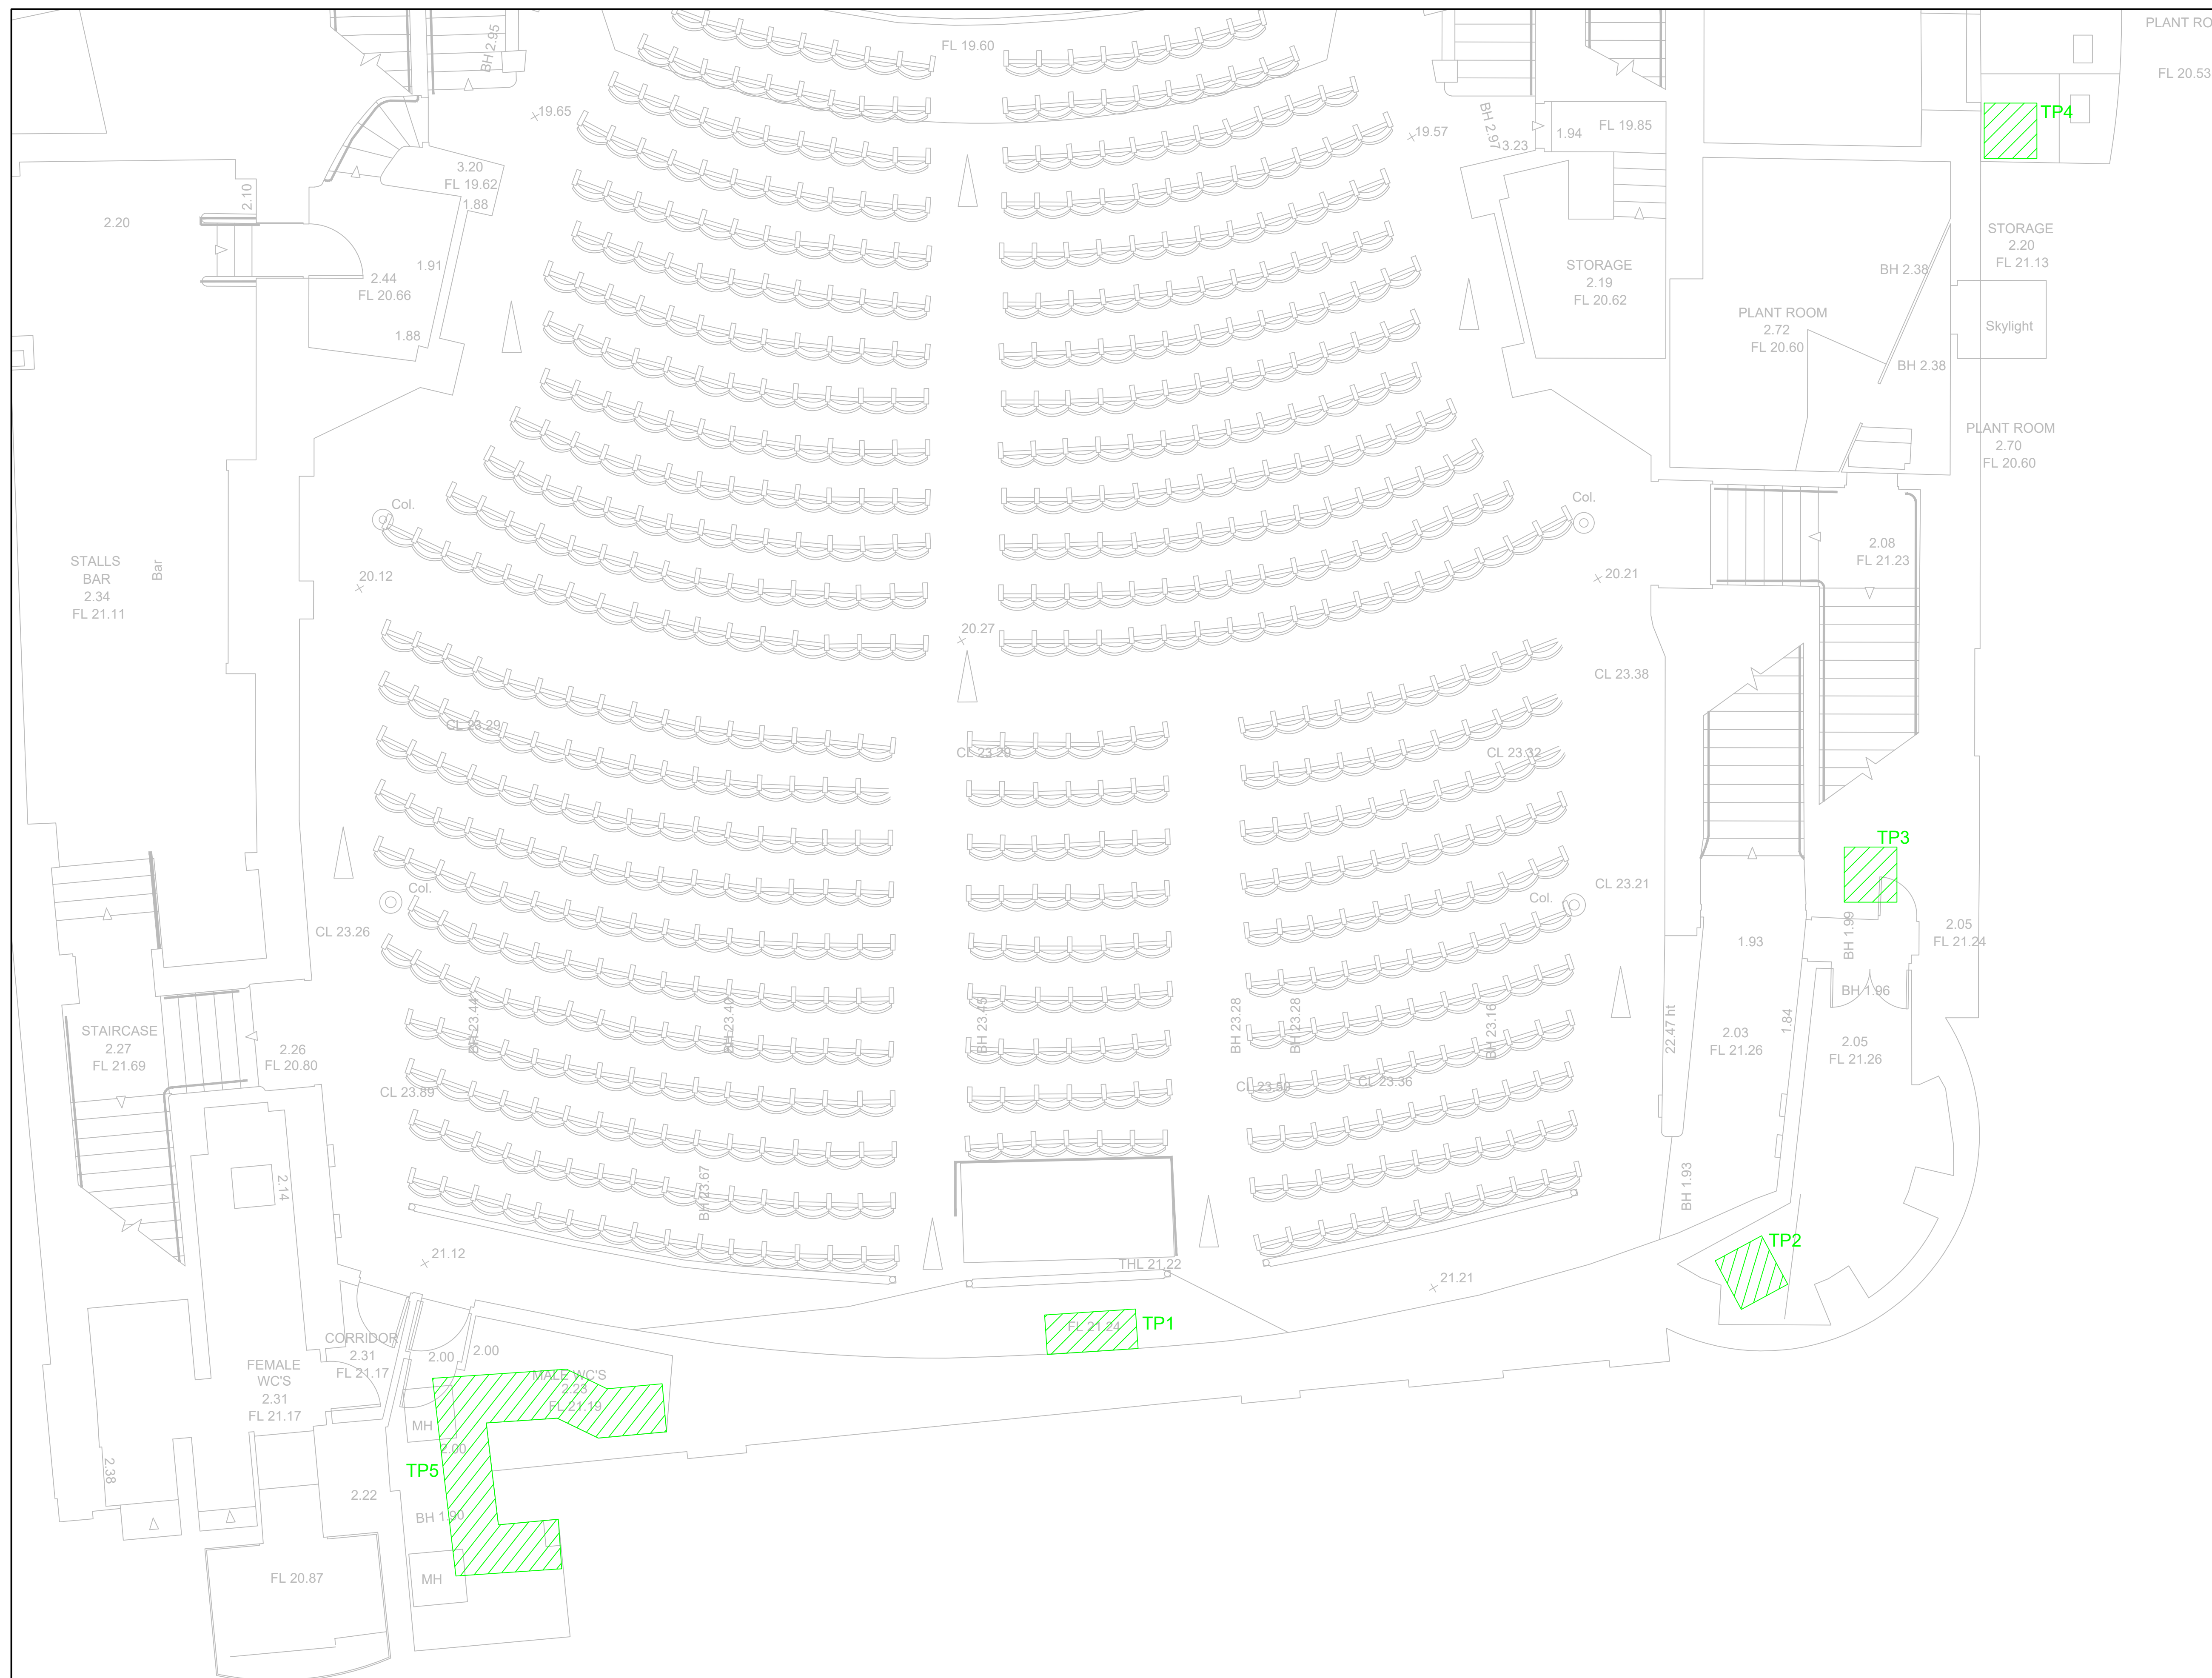 PLANT RO
FL 20.53
BH 2.95
FL 19.60
TP4
19.65
19.57
BH 2.97
3.23
1.94
FL 19.85
3.20
FL 19.62
1.88
2.10
2.20
1.91
2.44
FL 20.66
1.88
STORAGE
2.20
FL 21.13
STORAGE
2.19
FL 20.62
BH 2.38
PLANT ROOM
2.72
FL 20.60
Skylight
BH 2.38
PLANT ROOM
2.70
FL 20.60
Col.
Col.
STALLS
BAR
2.34
FL 21.11
Bar
20.12
20.21
2.08
FL 21.23
20.27
CL 23.38
CL 23.29
CL 23.29
CL 23.32
TP3
Col.
Col.
CL 23.21
CL 23.26
1.93
BH 1.99
2.05
FL 21.24
BH 1.96
BH 23.44
BH 23.40
BH 23.45
BH 23.28
BH 23.28
BH 23.16
22.47 ht
2.03
FL 21.26
1.84
2.05
FL 21.26
STAIRCASE
2.27
FL 21.69
2.26
FL 20.80
CL 23.89
CL 23.50
CL 23.36
2.14
BH 23.67
BH 1.93
TP2
21.12
THL 21.22
21.21
FL 21.24
TP1
CORRIDOR
2.31
FL 21.17
2.00
2.00
FEMALE
WC'S
2.31
FL 21.17
MALE WC'S
2.23
FL 21.19
MH
2.00
TP5
2.38
2.22
BH 1.90
FL 20.87
MH